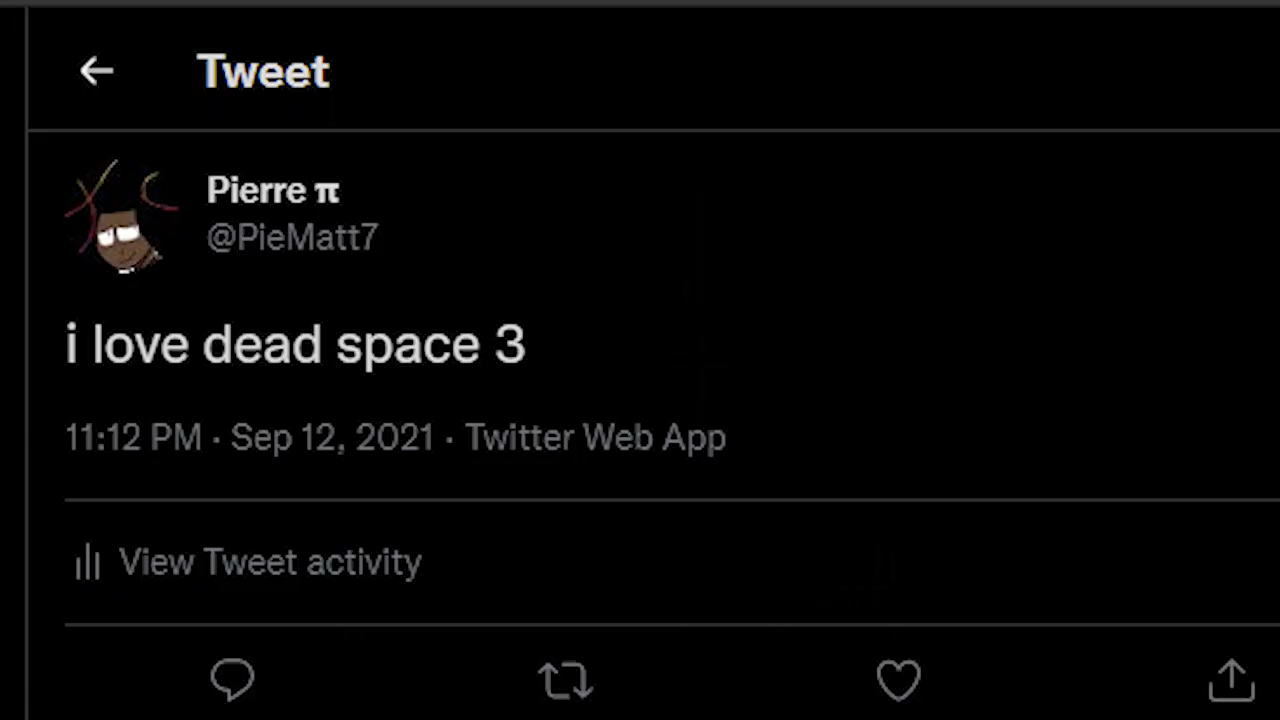 Tweet
Pierre π
@PieMatt7
i love dead space 3
11:12 PM · Sep 12, 2021 · Twitter Web App
View Tweet activity